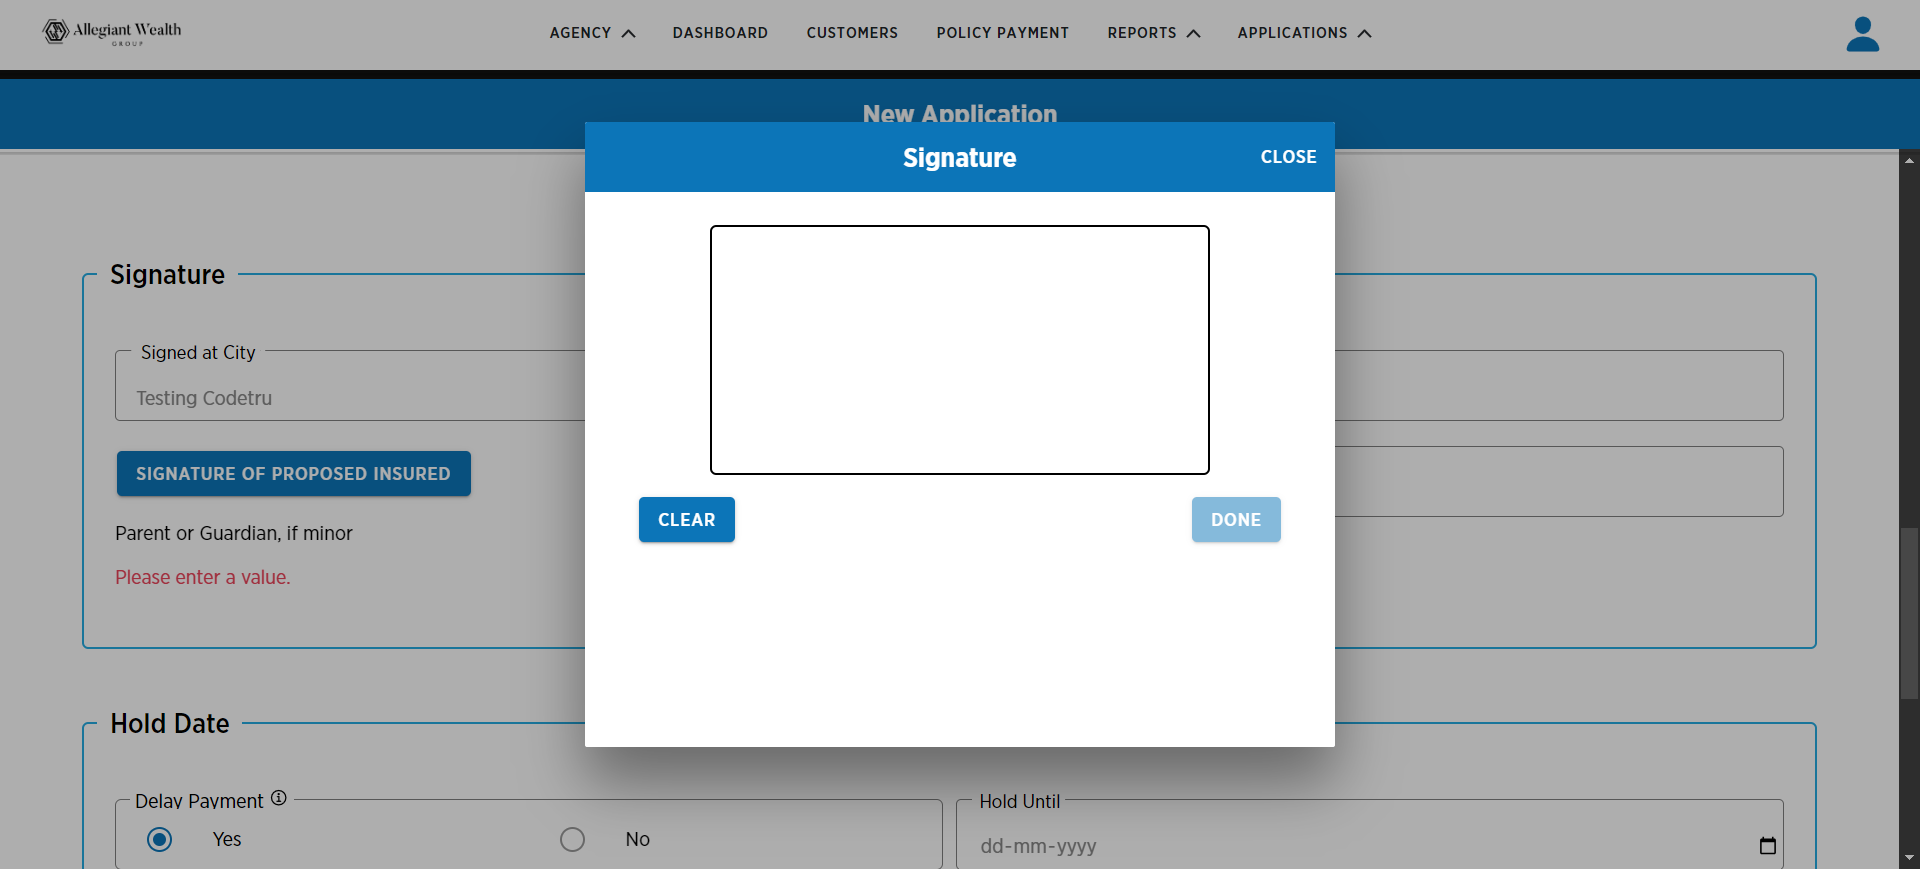 Allegiant Wealth
GROUP
AGENCY
DASHBOARD
CUSTOMERS
POLICY PAYMENT
REPORTS
APPLICATIONS
New Application
Signature
CLOSE
CLEAR
DONE
Signature
Signed at City
Testing Codetru
SIGNATURE OF PROPOSED INSURED
Parent or Guardian, if minor
Please enter a value.
Hold Date
Delay Payment
Yes
No
Hold Until
dd-mm-yyyy